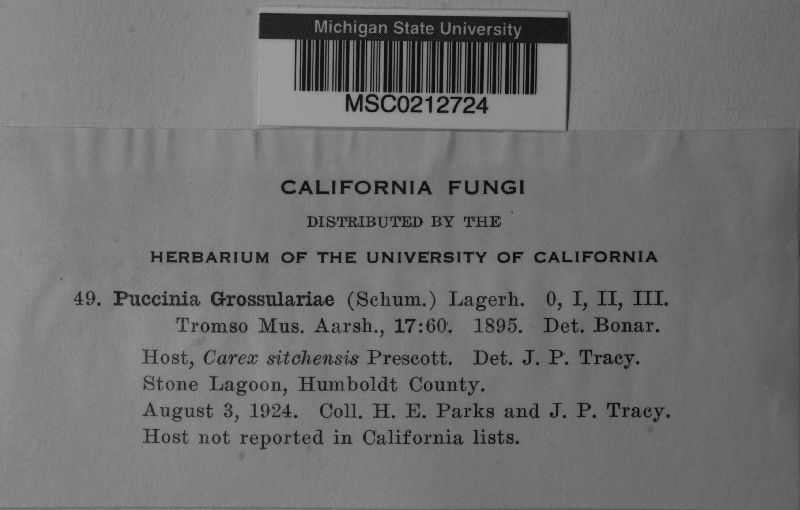 Michigan State University
MSC0212724
CALIFORNIA FUNGI
DISTRIBUTED BY THE
HERBARIUM OF THE UNIVERSITY OF CALIFORNIA
49. Puccinia Grossulariae (Schum.) Lagerh. 0, I, II, III.
Tromso Mus. Aarsh., 17:60. 1895. Det. Bonar.
Host, Carex sitchensis Prescott. Det. J. P. Tracy.
Stone Lagoon, Humboldt County.
August 3, 1924. Coll. H. E. Parks and J. P. Tracy.
Host not reported in California lists.